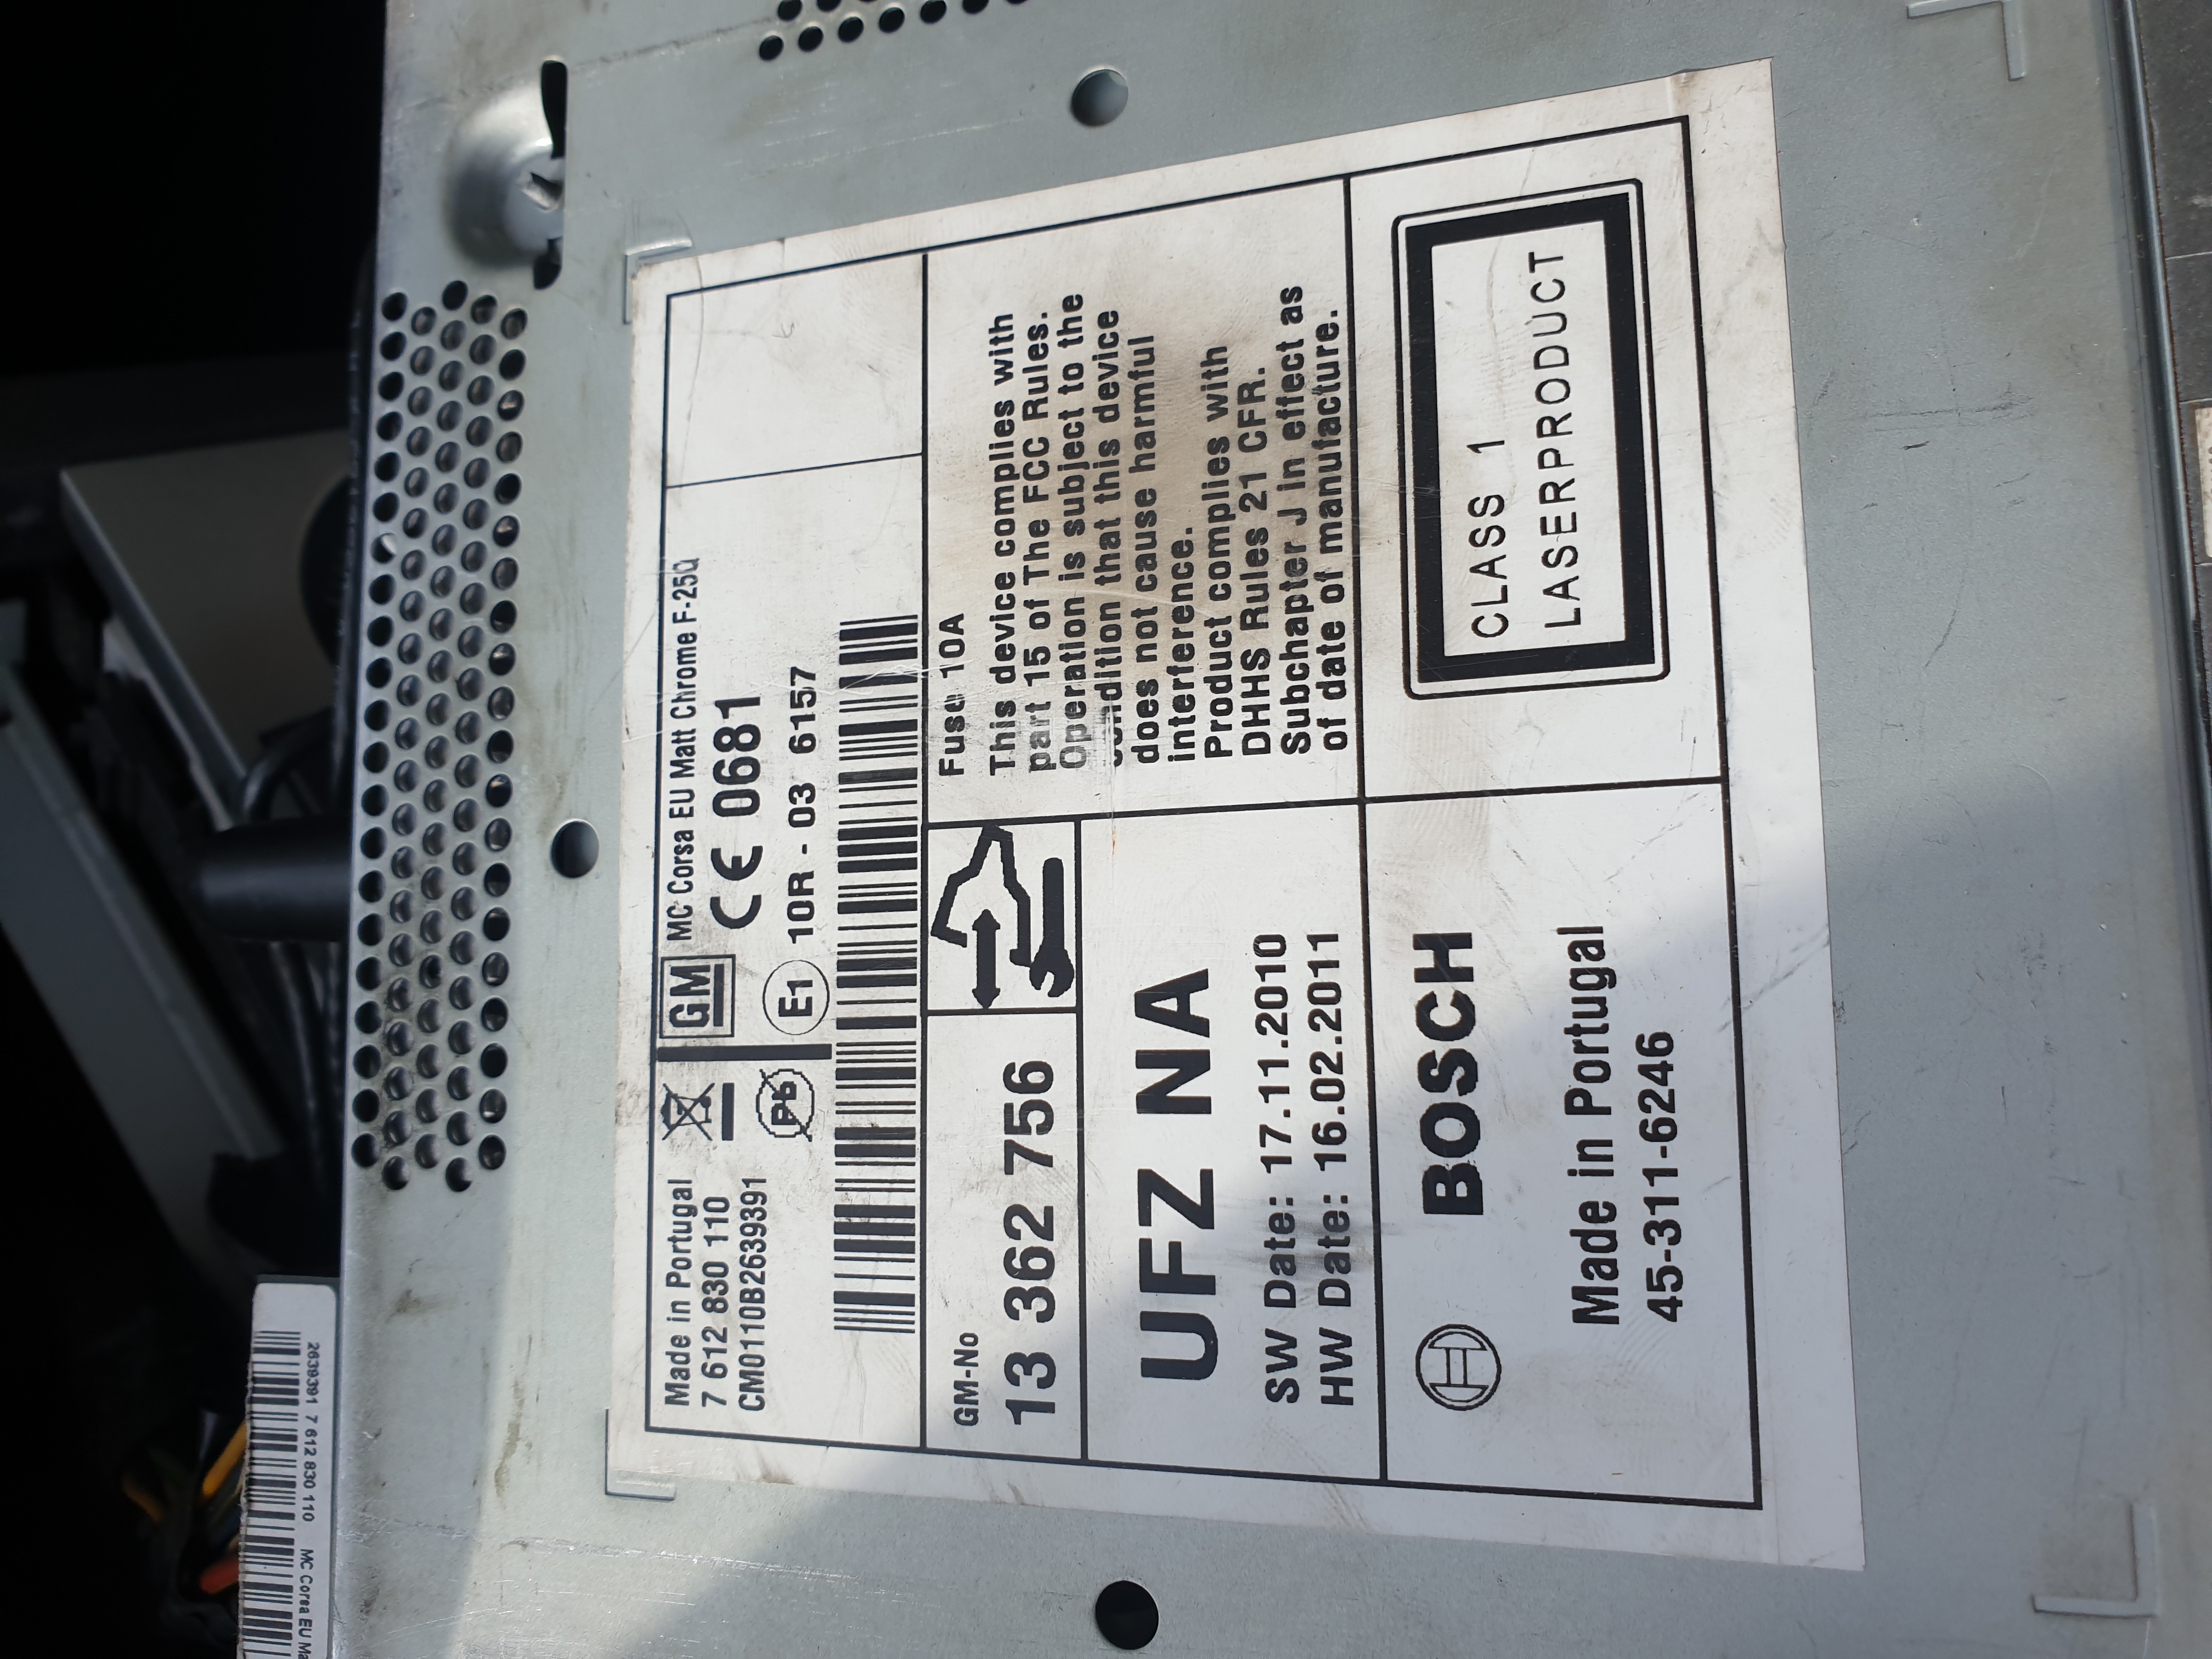 Made in Portugal
7 612 830 110
CM0110B2639391
Pb
GM
MC Corsa EU Matt Chrome F-250
CE 0681
E1 10R - 03 6157
GM-No
13 362 756
UFZ NA
SW Date: 17.11.2010
HW Date: 16.02.2011
Fuse 10A
This device complies with
part 15 of The FCC Rules.
Operation is subject to the
condition that this device
does not cause harmful
interference.
Product complies with
DHHS Rules 21 CFR.
Subchapter J in effect as
of date of manufacture.
BOSCH
Made in Portugal
45-311-6246
CLASS 1
LASERPRODUCT
2639391 7 612 830 110 MC Corsa EU Ma